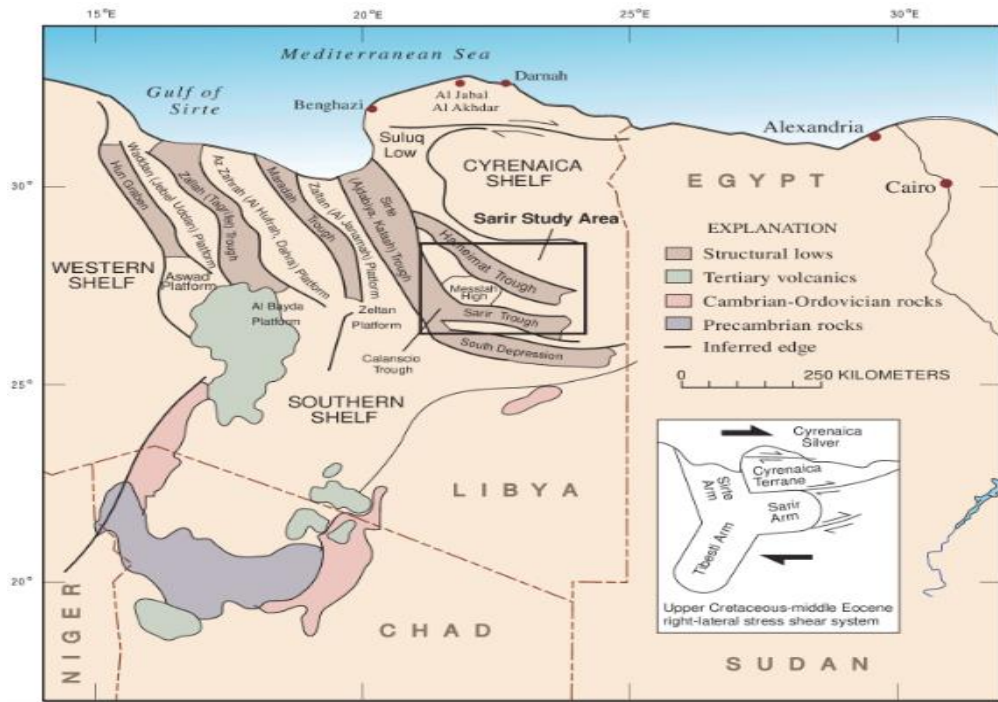 15°E
20°E
25°E
30°E
Mediterranean Sea
Gulf of
Sirte
Benghazi
Al Jabal
Al Akhdar
Darnah
Suluq
Low
CYRENAICA
SHELF
Alexandria
Cairo
EGYPT
30°
Hun Graben
Waddan (Jebel Uddan) Platform
Zallah (Tagrifet) Trough
Az Zahrah (Al Hufrah, Dahra) Platform
Maradah
Trough
Zaltan (Al Janamah) Platform
Sirte
(Ajdabiya, Kalash) Trough
Sarir Study Area
Hameimat Trough
Messlah
High
Sarir Trough
South Depression
WESTERN
SHELF
Aswad
Platform
Al Bayda
Platform
Zeltan
Platform
Calanscio
Trough
SOUTHERN
SHELF
EXPLANATION
Structural lows
Tertiary volcanics
Cambrian-Ordovician rocks
Precambrian rocks
Inferred edge
0
250 KILOMETERS
25°
LIBYA
20°
NIGER
CHAD
SUDAN
Cyrenaica
Silver
Cyrenaica
Terrane
Sirte
Arm
Sarir
Arm
Tibesti Arm
Upper Cretaceous-middle Eocene
right-lateral stress shear system